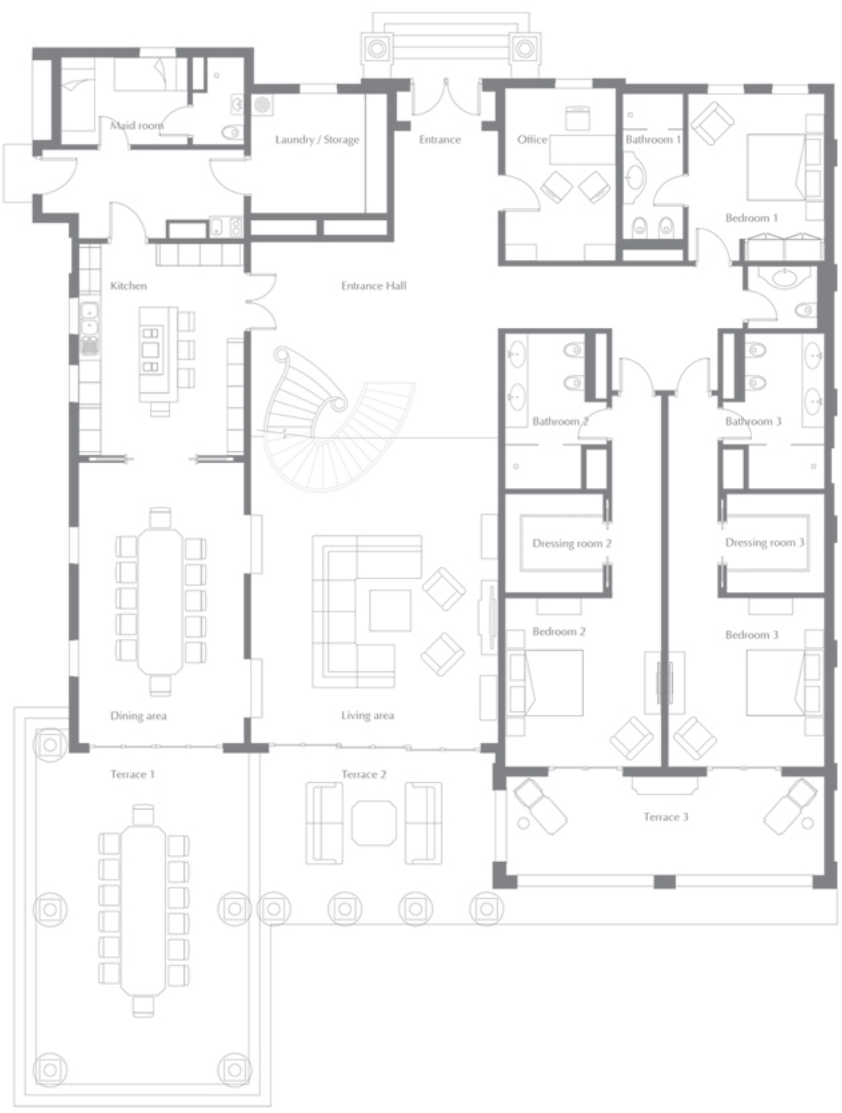 Maid room
Laundry / Storage
Entrance
Office
Bathroom 1
Bedroom 1
Kitchen
Entrance Hall
Bathroom 2
Bathroom 3
Dressing room 2
Dressing room 3
Bedroom 2
Bedroom 3
Dining area
Living area
Terrace 1
Terrace 2
Terrace 3